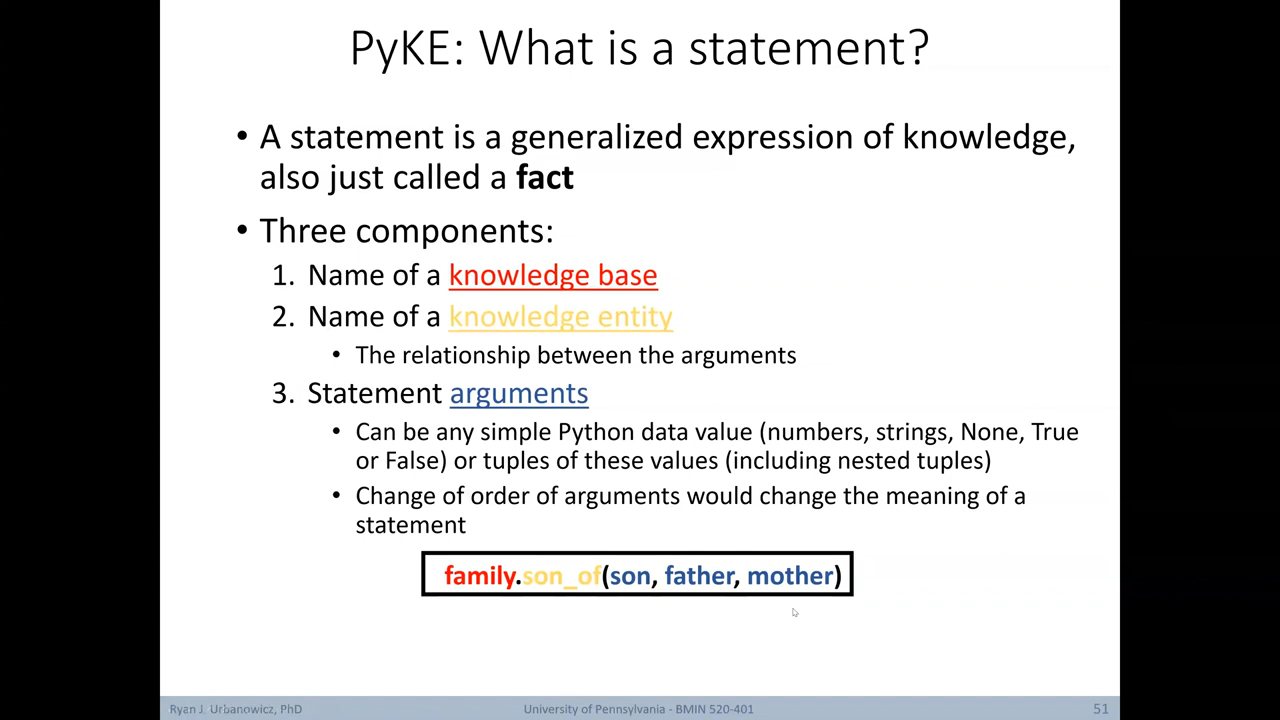 PyKE: What is a statement?
• A statement is a generalized expression of knowledge,
also just called a fact
• Three components:
1. Name of a knowledge base
2. Name of a knowledge entity
• The relationship between the arguments
3. Statement arguments
• Can be any simple Python data value (numbers, strings, None, True
or False) or tuples of these values (including nested tuples)
• Change of order of arguments would change the meaning of a
statement
family.son_of(son, father, mother)
Ryan J. Urbanowicz, PhD
University of Pennsylvania - BMIN 520-401
51